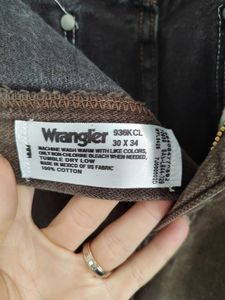 Wrangler 936KCL
30 X 34
MACHINE WASH WARM WITH LIKE COLORS,
ONLY NON-CHLORINE BLEACH WHEN NEEDED,
TUMBLE DRY LOW
MADE IN MEXICO OF US FABRIC
100% COTTON